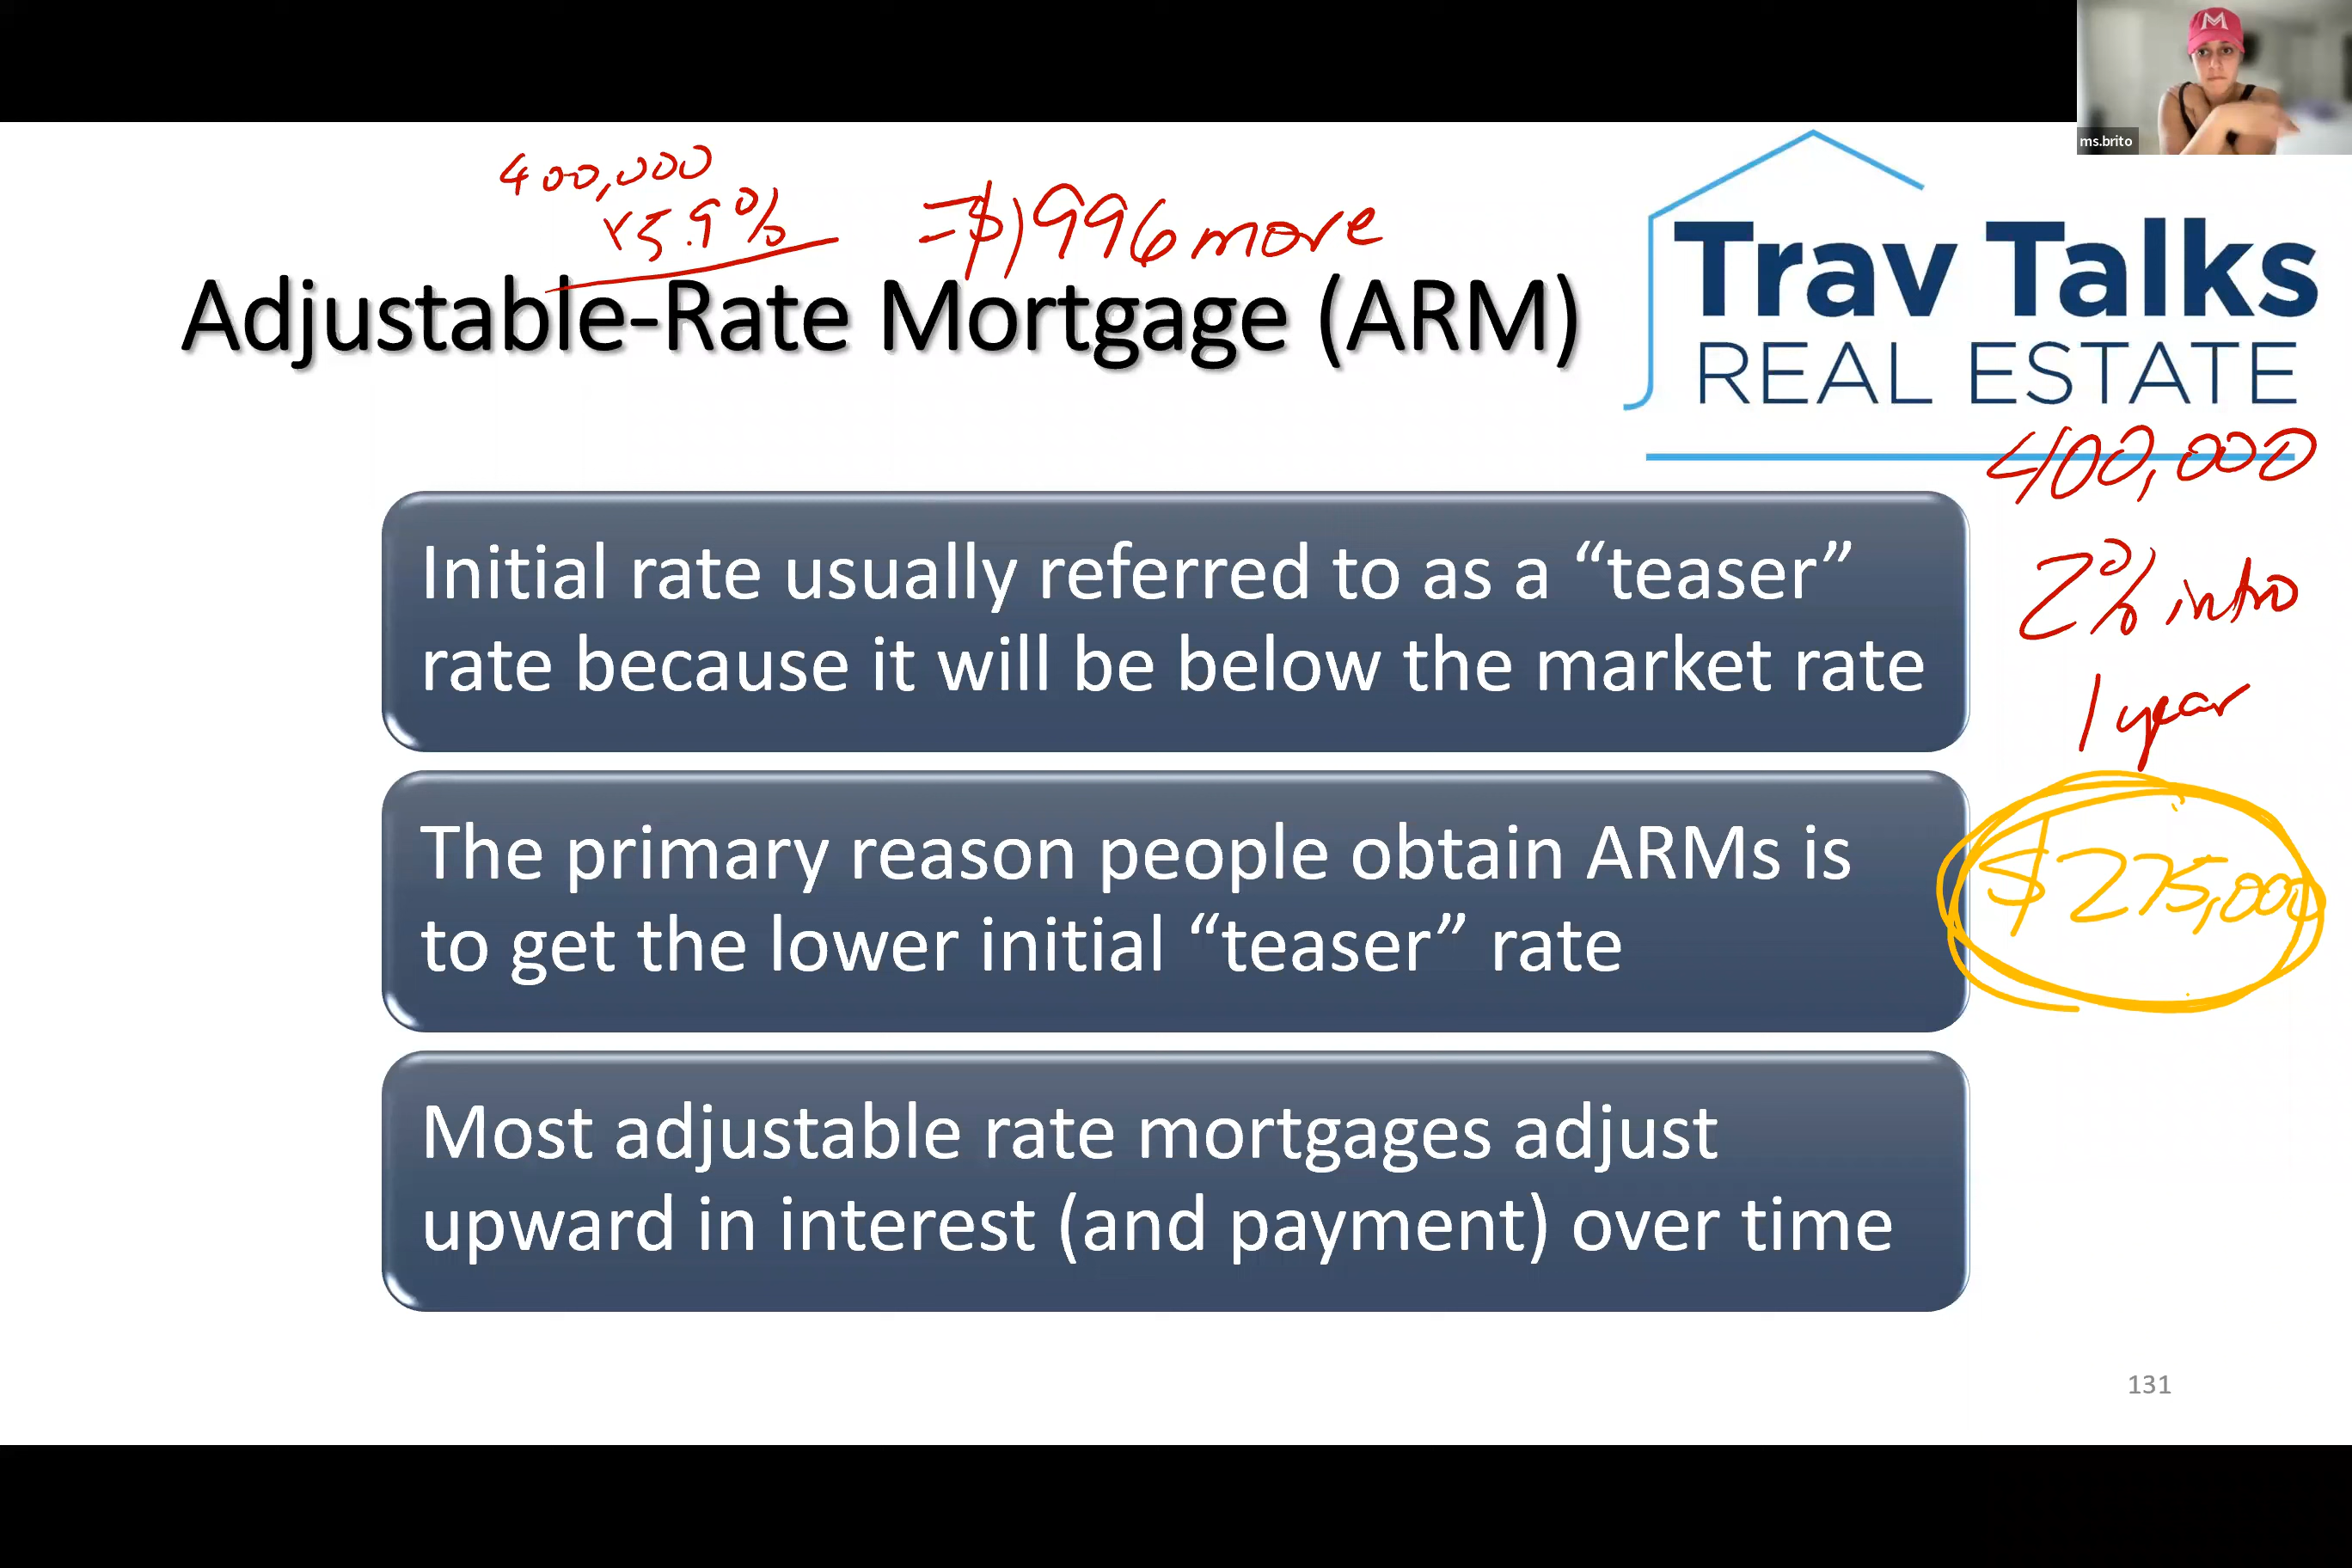 ms.brito
400,000
x5.9%
=$1996 more
Adjustable-Rate Mortgage (ARM)
Trav Talks
REAL ESTATE
400,000
2% intro
1 year
Initial rate usually referred to as a “teaser”
rate because it will be below the market rate
The primary reason people obtain ARMs is
to get the lower initial “teaser” rate
$275,000
Most adjustable rate mortgages adjust
upward in interest (and payment) over time
131
M